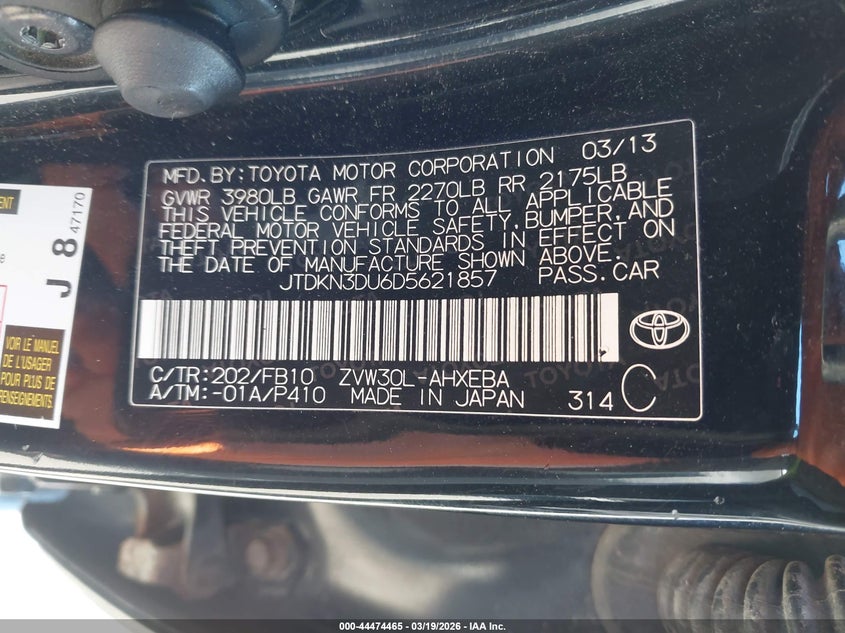 MFD.BY:TOYOTA MOTOR CORPORATION 03/13
GVWR 3980LB GAWR FR 2270LB RR 2175LB
THIS VEHICLE CONFORMS TO ALL APPLICABLE
FEDERAL MOTOR VEHICLE SAFETY,BUMPER,AND
THEFT PREVENTION STANDARDS IN EFFECT ON
THE DATE OF MANUFACTURE SHOWN ABOVE.
JTDKN3DU6D5621857 PASS.CAR
C/TR:202/FB10 ZVW30L-AHXEBA
A/TM:-01A/P410 MADE IN JAPAN 314 C
J 8 47170
VOIR LE MANUEL
DE L'USAGER
POUR PLUS DE
RENSEIGNEMENTS
000-44474465 - 03/19/2026 - IAA Inc.